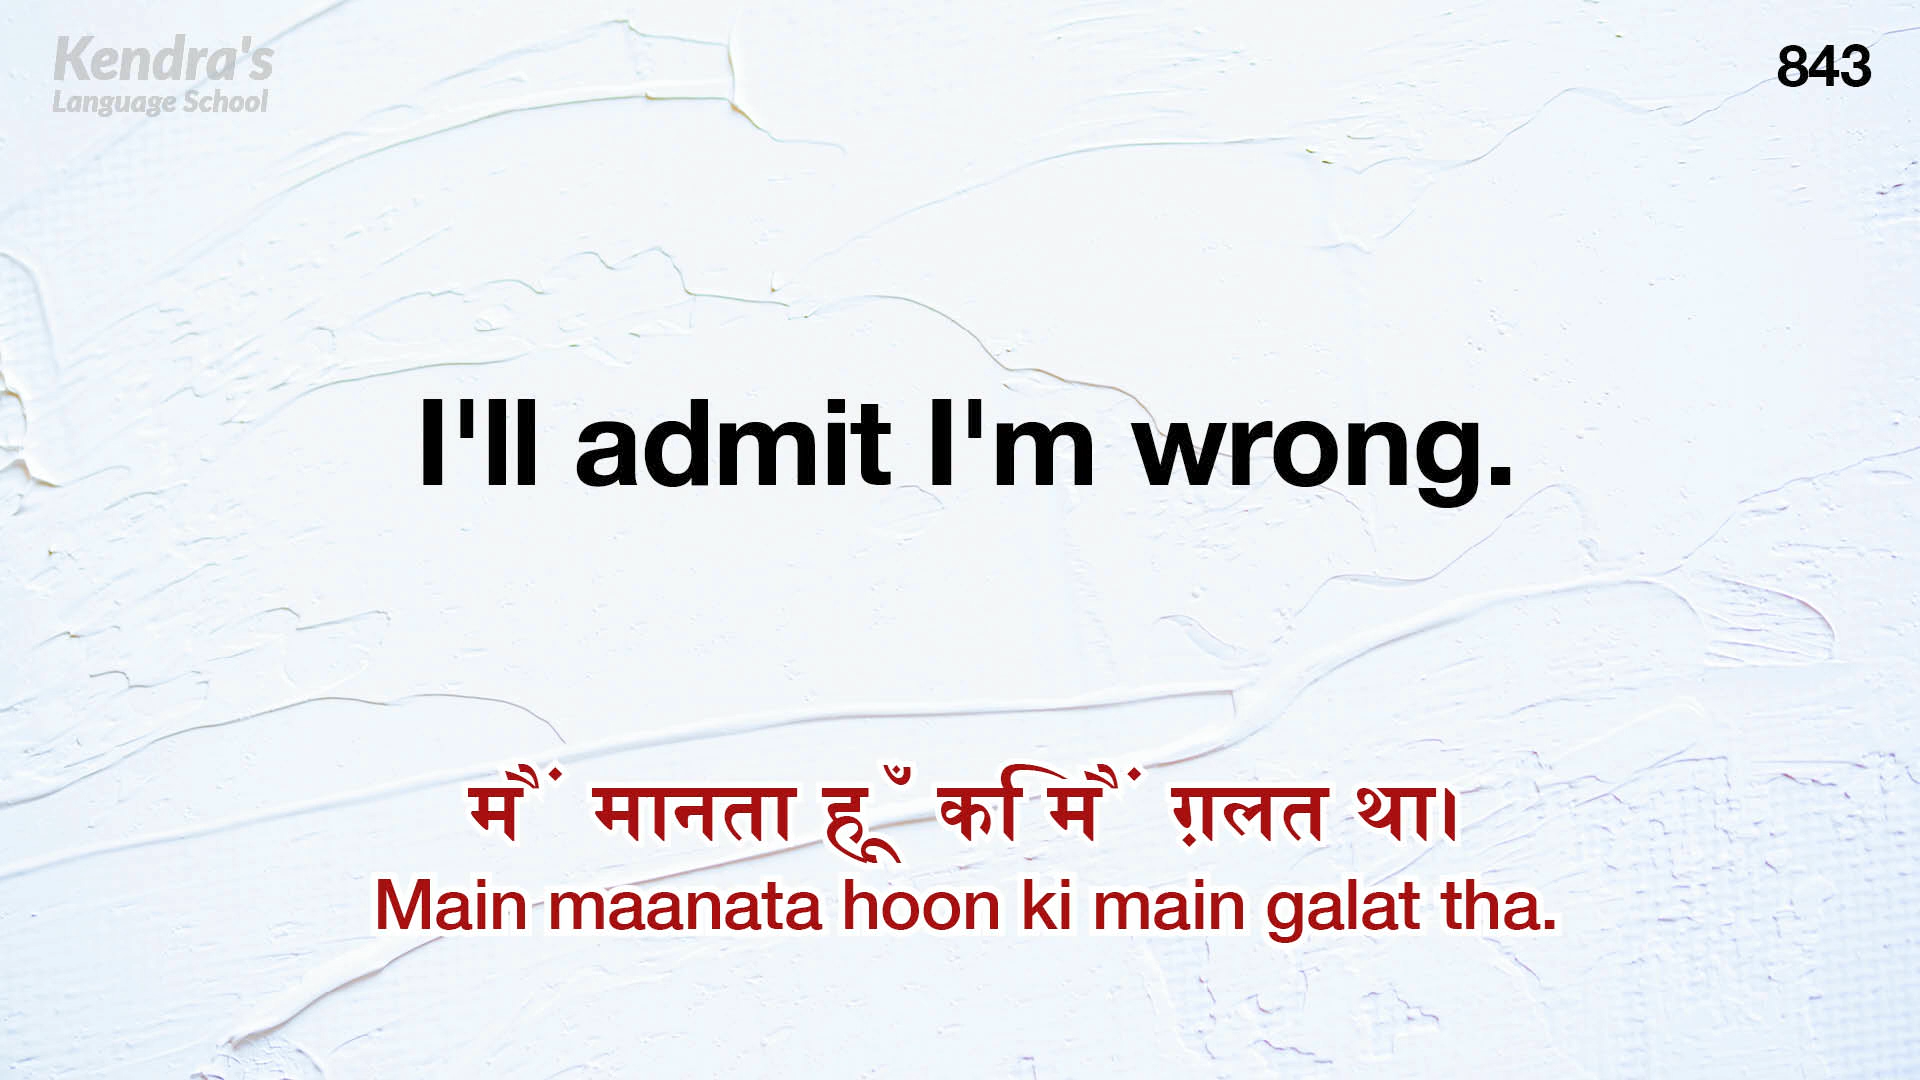 Kendra's
Language School
843
I'll admit I'm wrong.
मैं मानता हूँ कि मैं ग़लत था।
Main maanata hoon ki main galat tha.